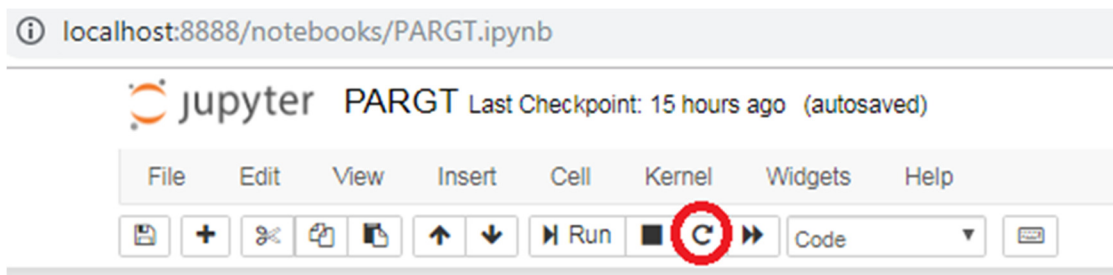 localhost:8888/notebooks/PARGT.ipynb
jupyter PARGT Last Checkpoint: 15 hours ago (autosaved)
File Edit View Insert Cell Kernel Widgets Help
Run Code